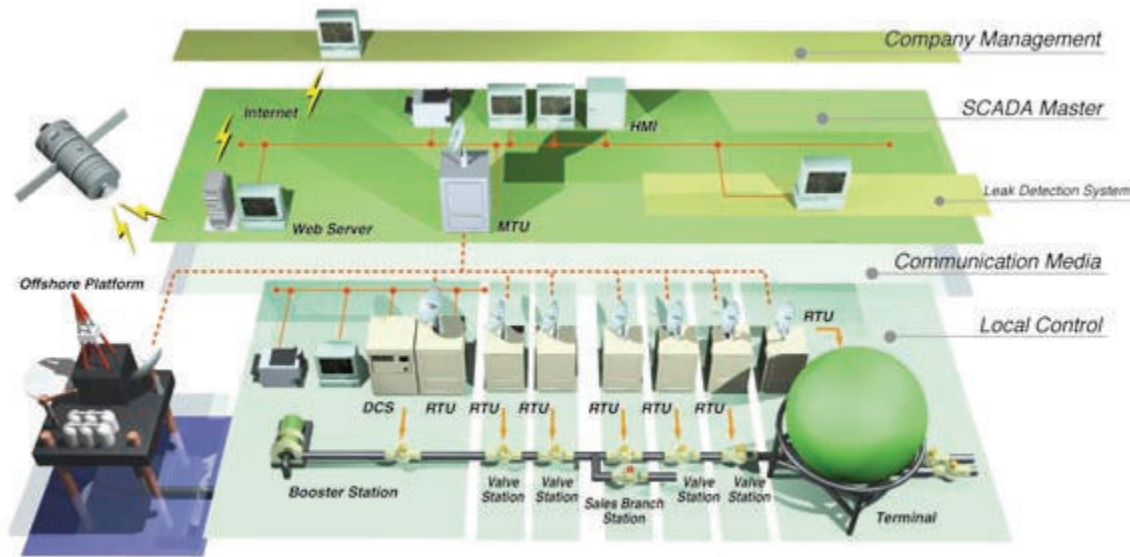 Company Management
Internet
SCADA Master
HMI
Leak Detection System
Web Server
MTU
Communication Media
Offshore Platform
RTU
Local Control
DCS
RTU
RTU
RTU
RTU
RTU
RTU
Booster Station
Valve
Station
Valve
Station
Sales Branch
Station
Valve
Station
Valve
Station
Terminal